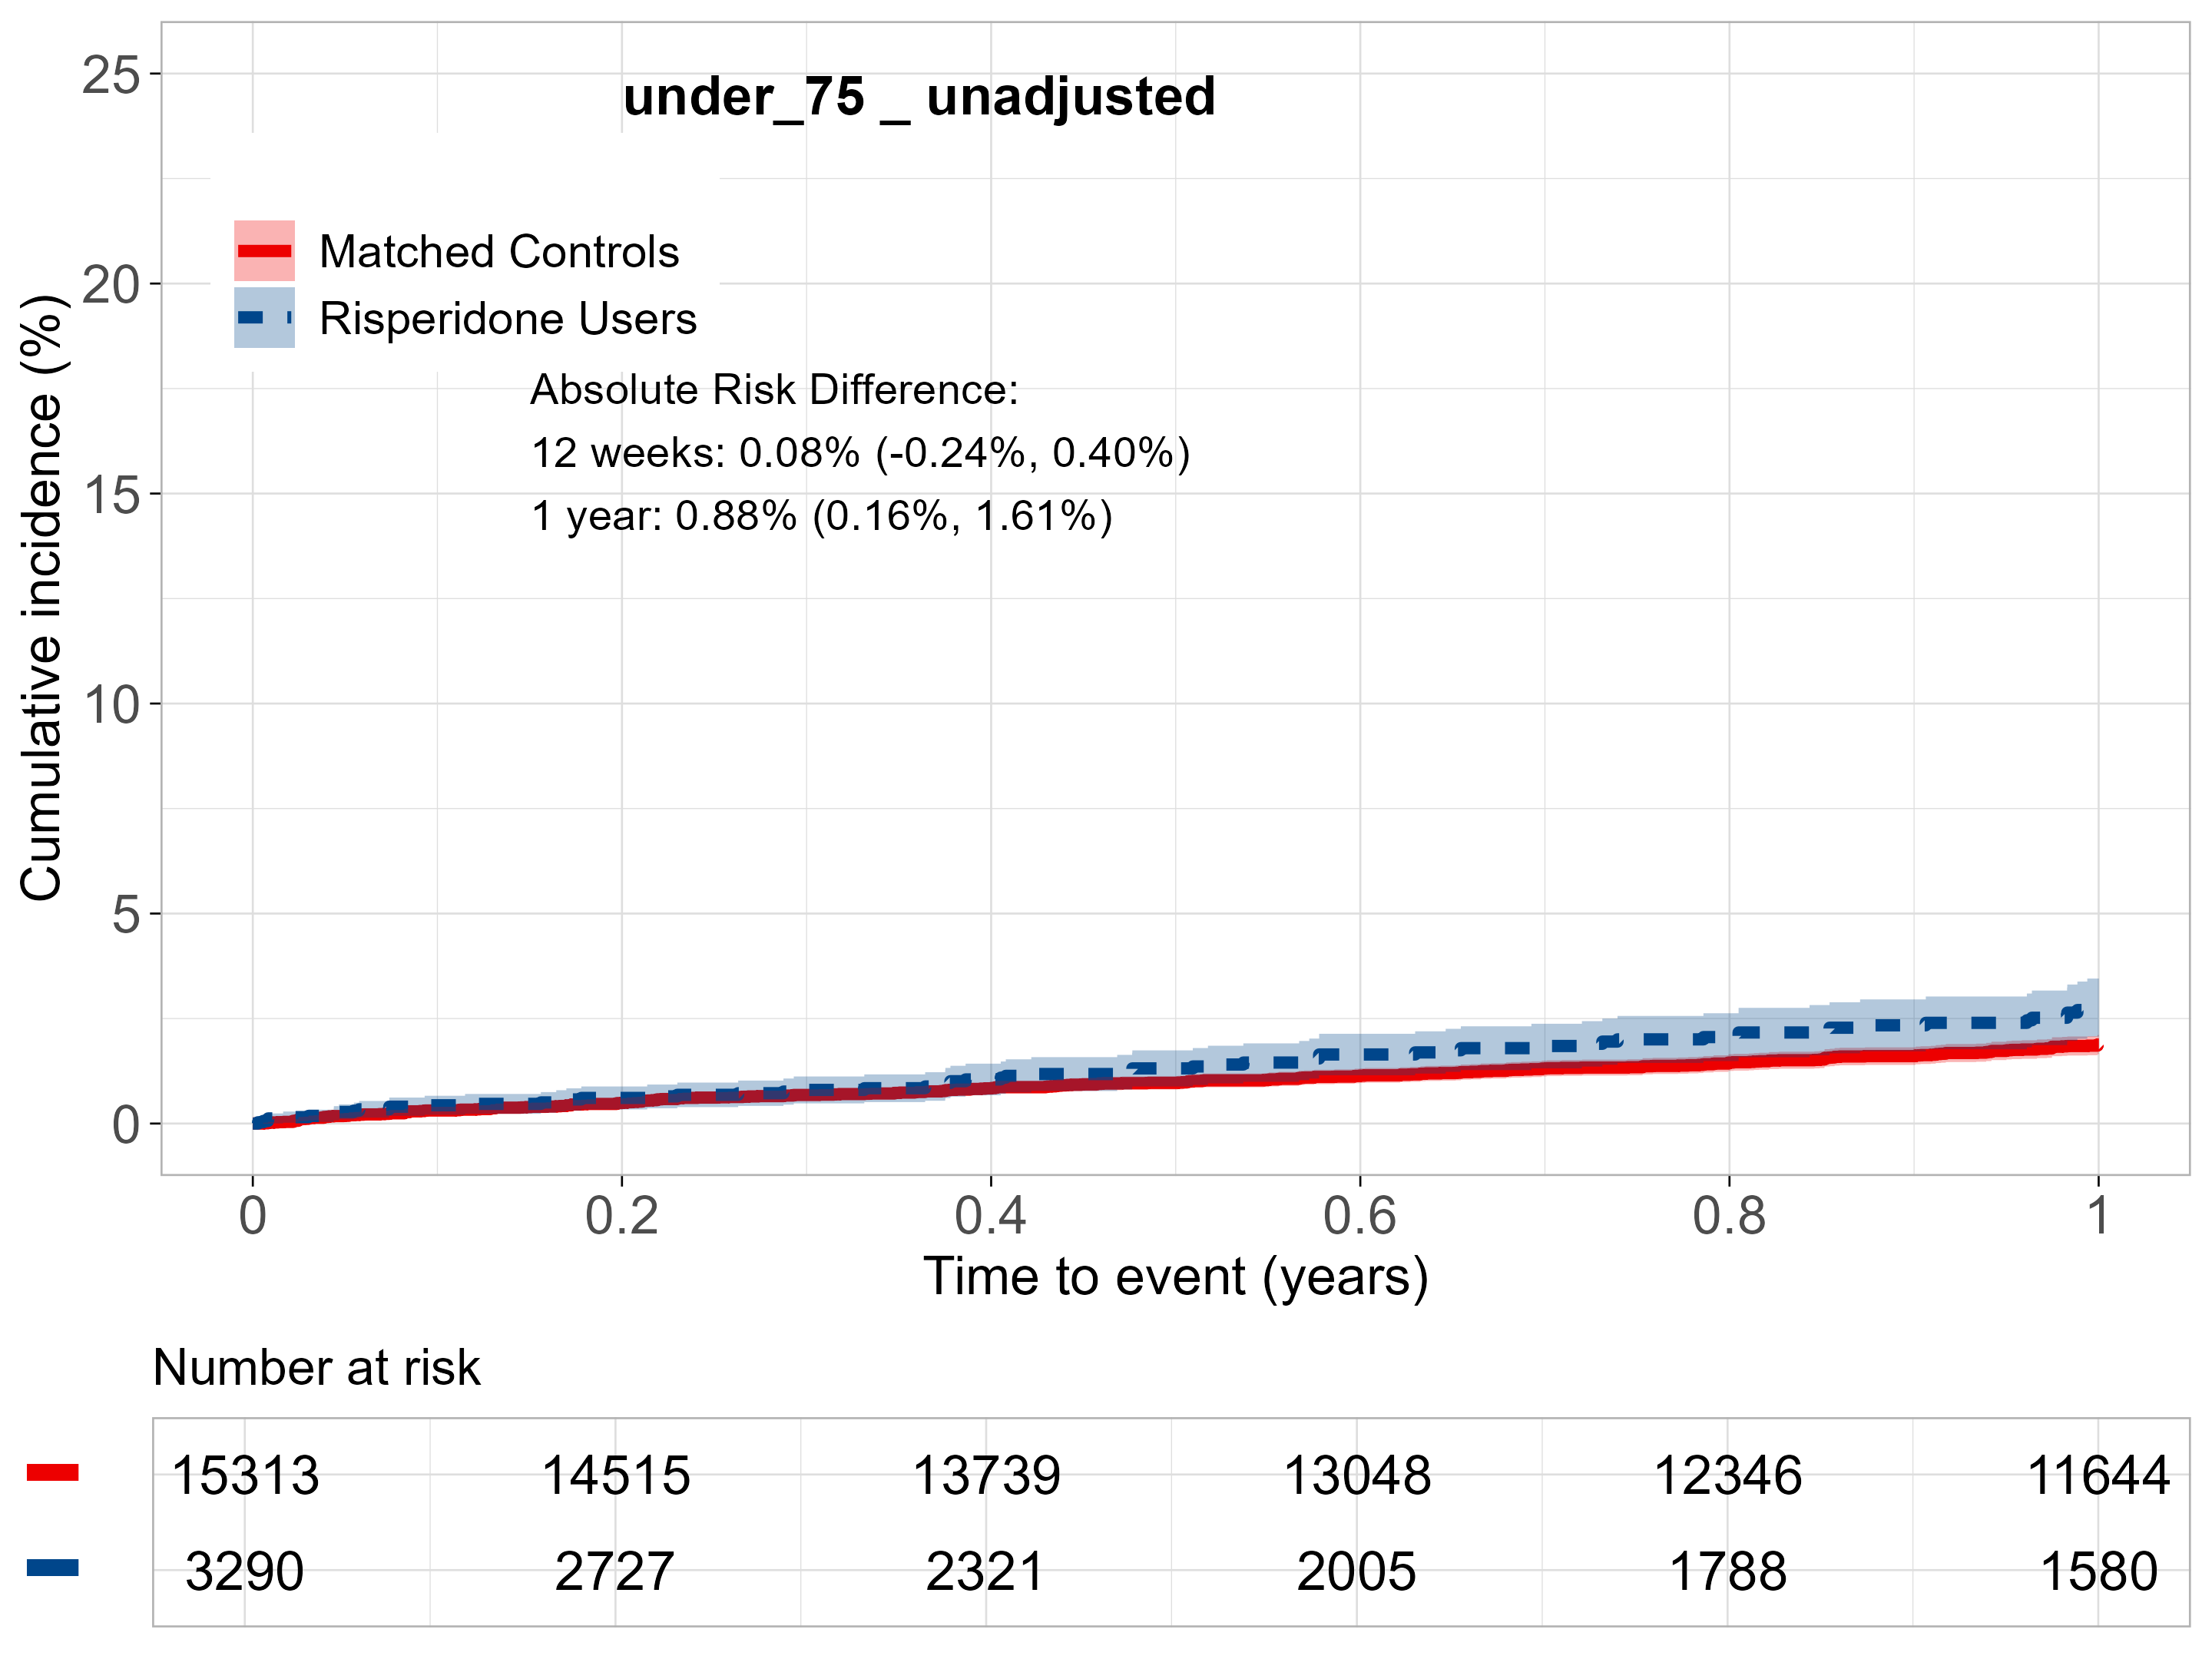 under_75 _ unadjusted
Matched Controls
Risperidone Users
Absolute Risk Difference:
12 weeks: 0.08% (-0.24%, 0.40%)
1 year: 0.88% (0.16%, 1.61%)
Cumulative incidence (%)
25
20
15
10
5
0
0 0.2 0.4 0.6 0.8 1
Time to event (years)
Number at risk
15313 14515 13739 13048 12346 11644
3290 2727 2321 2005 1788 1580